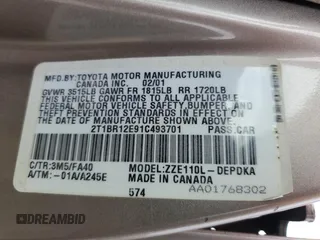 MFD.BY:TOYOTA MOTOR MANUFACTURING
CANADA INC. 02/01
GVWR 3515LB GAWR FR 1815LB RR 1720LB
THIS VEHICLE CONFORMS TO ALL APPLICABLE
FEDERAL MOTOR VEHICLE SAFETY, BUMPER, AND
THEFT PREVENTION STANDARDS IN EFFECT ON
THE DATE OF MANUFACTURE SHOWN ABOVE.
2T1BR12E91C493701 PASS.CAR
C/TR:3M5/FA40 MODEL:ZZE110L-DEPDKA
A/TM:-01A/A245E MADE IN CANADA
574 AA01768302
DREAMBID